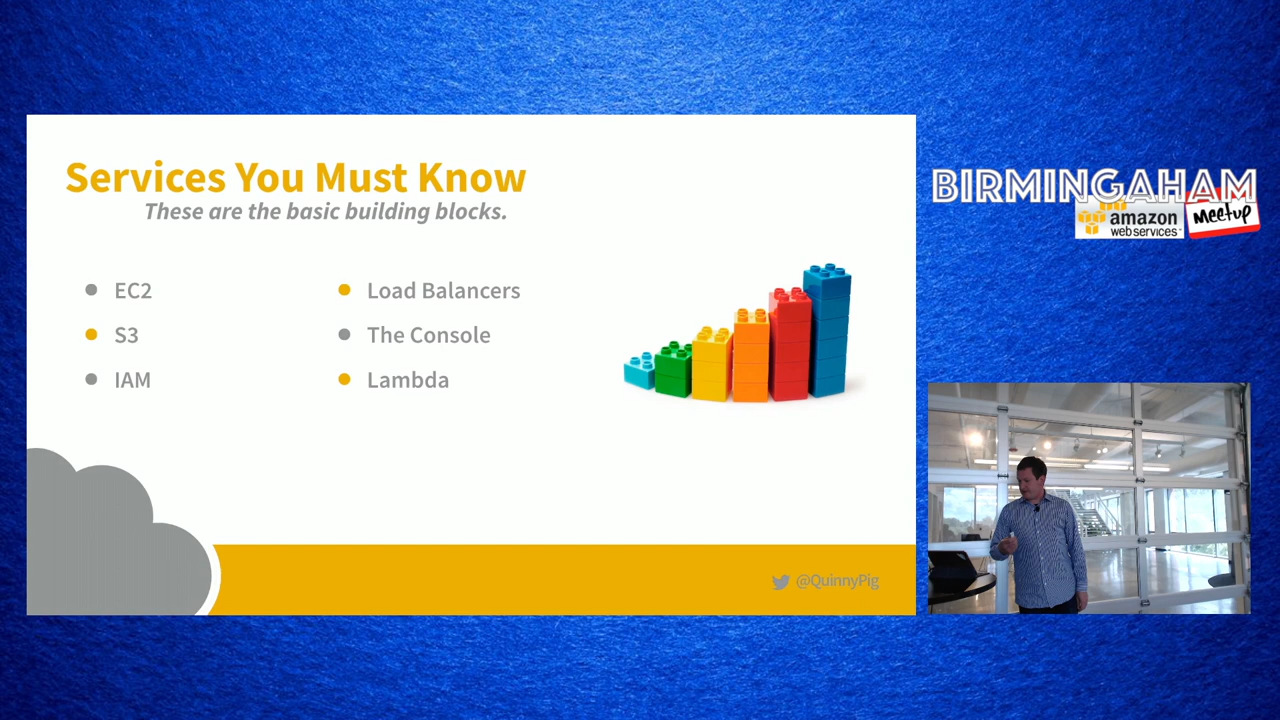 Services You Must Know
These are the basic building blocks.
EC2
S3
IAM
Load Balancers
The Console
Lambda
@QuinnyPig
BIRMINGAHAM
amazon
web services™
Meetup